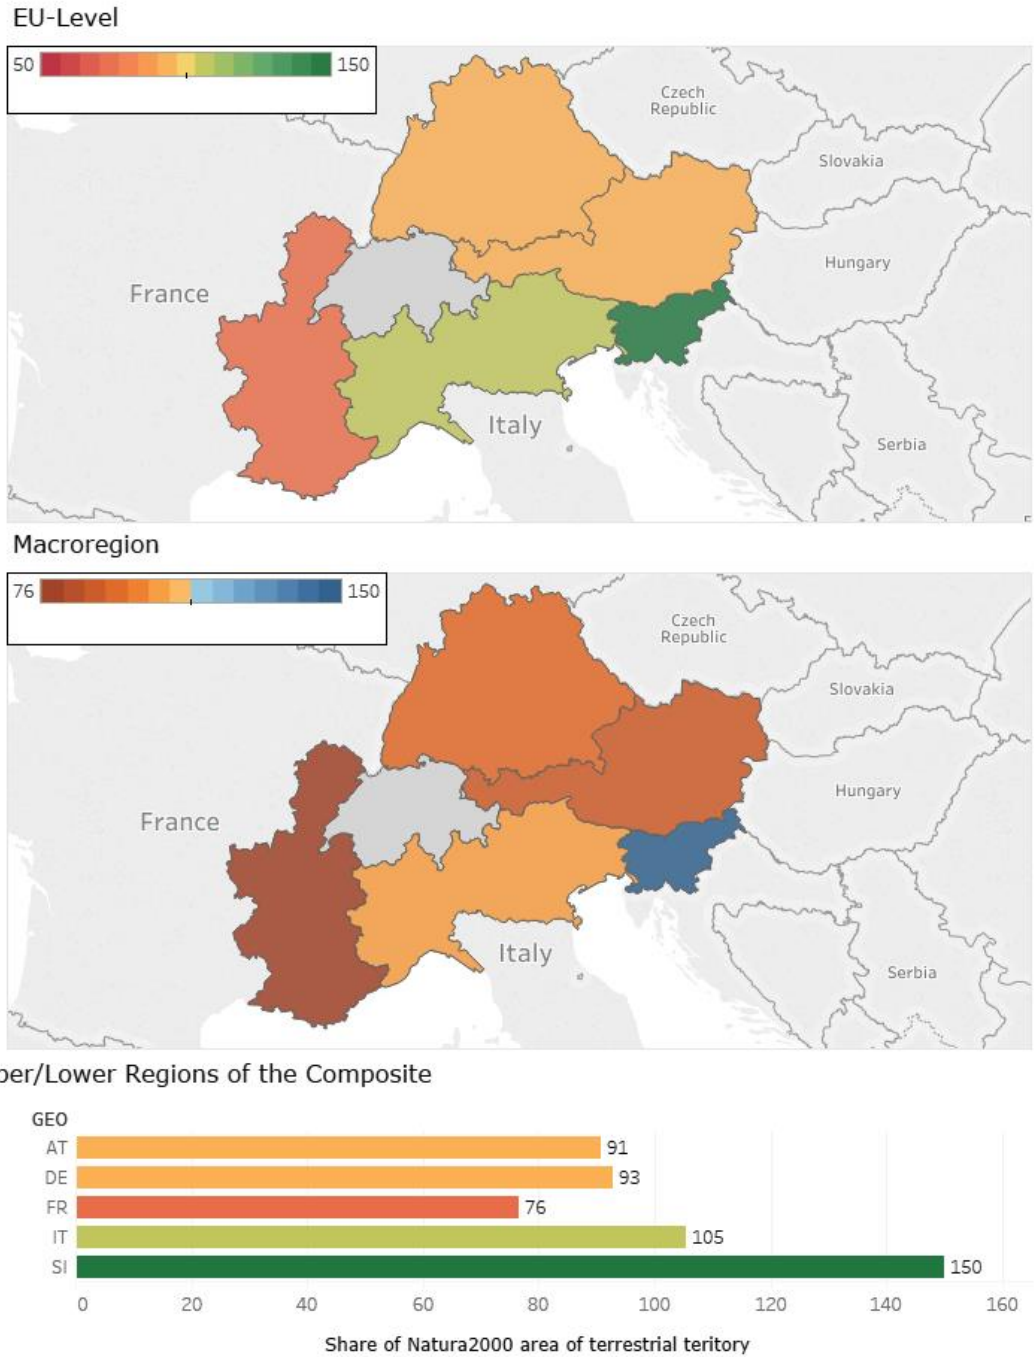 EU-Level
50 150
Czech
Republic
Slovakia
Hungary
France
Italy
Serbia
Macroregion
76 150
Czech
Republic
Slovakia
Hungary
France
Italy
Serbia
per/Lower Regions of the Composite
GEO
AT 91
DE 93
FR 76
IT 105
SI 150
0 20 40 60 80 100 120 140 160
Share of Natura2000 area of terrestrial teritory